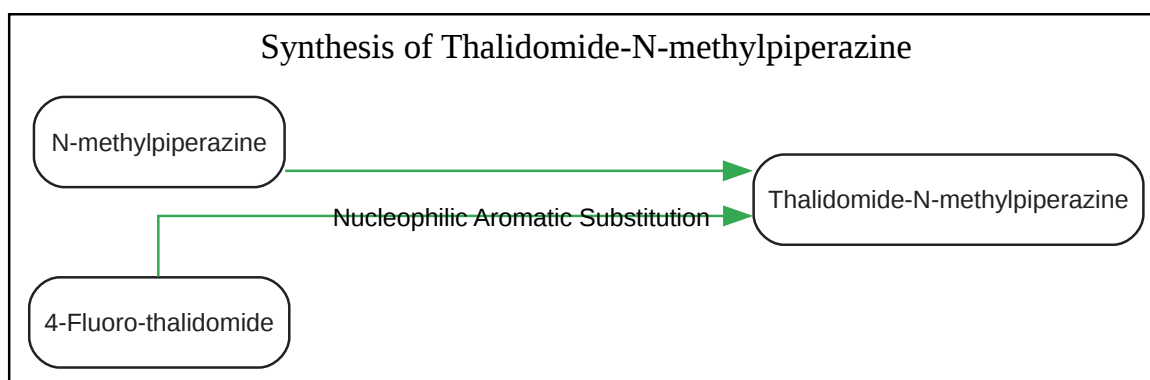 Synthesis of Thalidomide-N-methylpiperazine
N-methylpiperazine
Thalidomide-N-methylpiperazine
Nucleophilic Aromatic Substitution
4-Fluoro-thalidomide